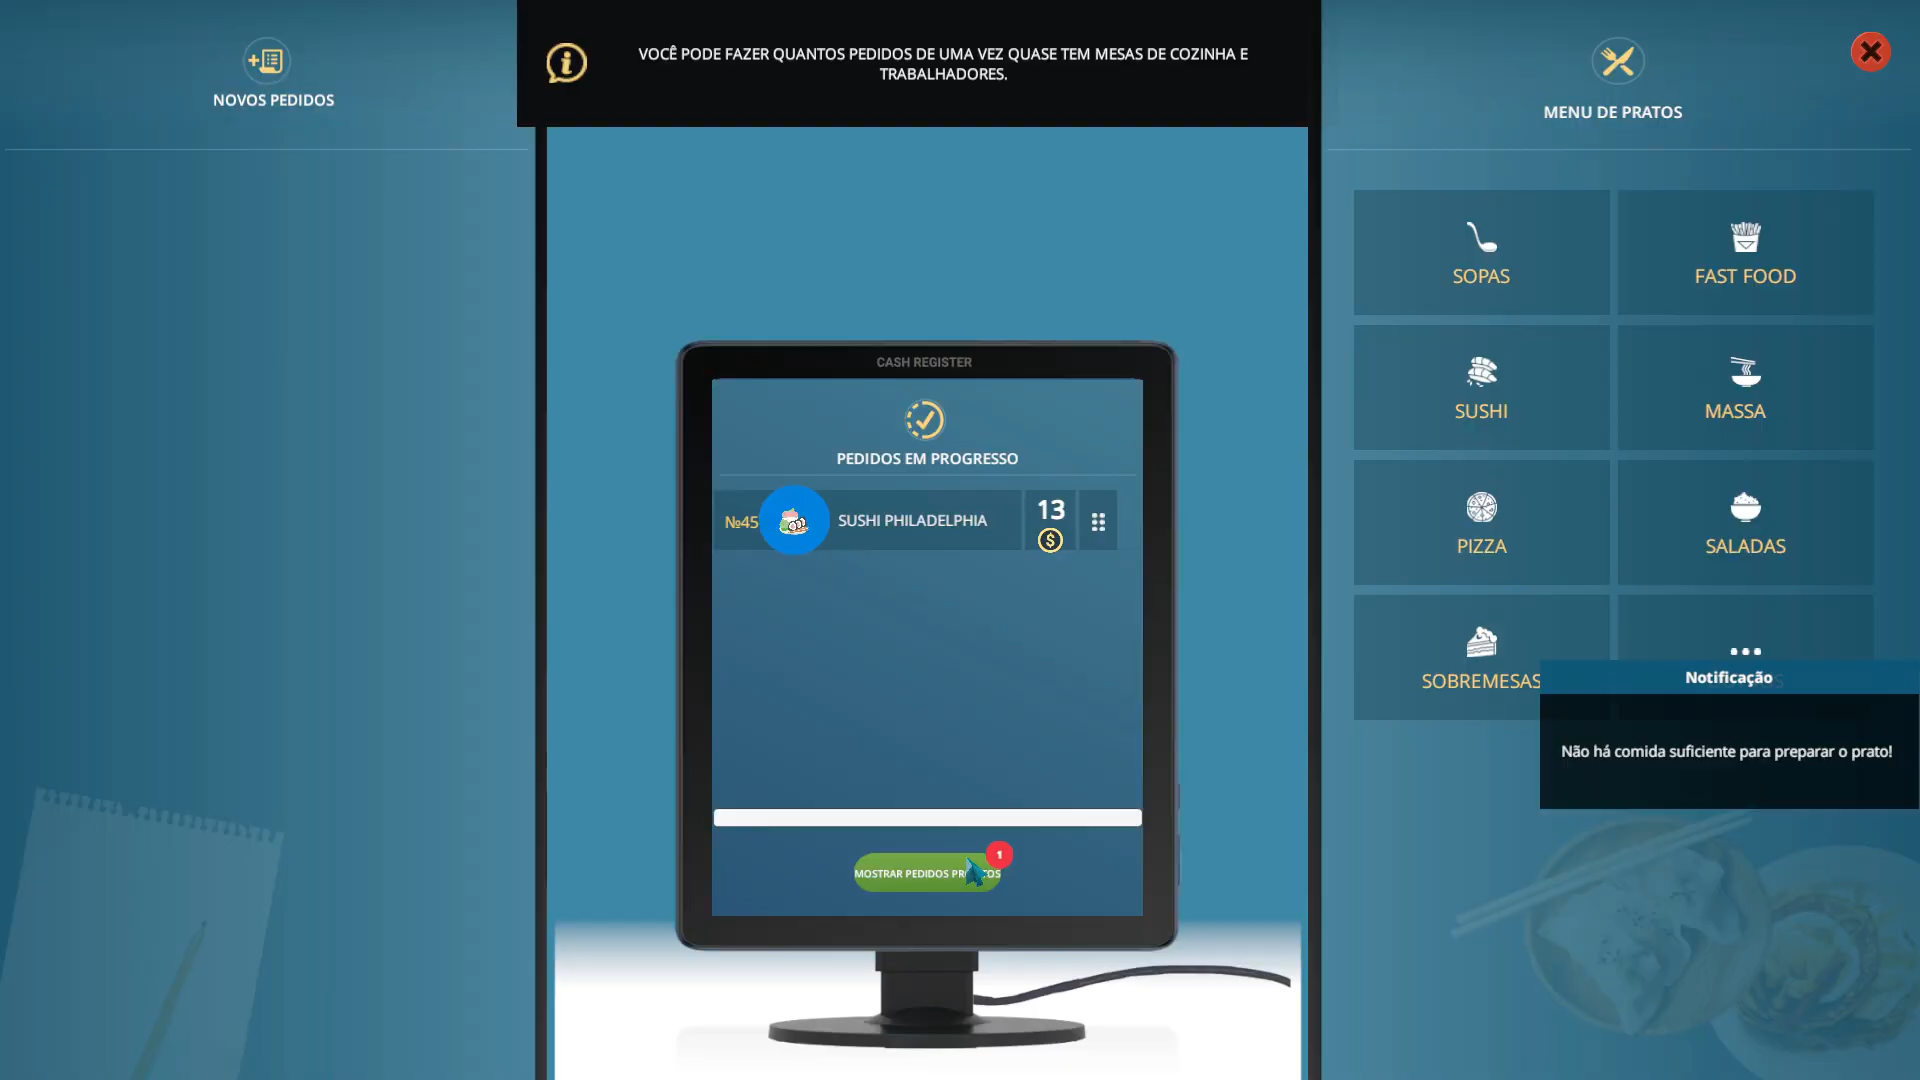 NOVOS PEDIDOS
VOCÊ PODE FAZER QUANTOS PEDIDOS DE UMA VEZ QUASE TEM MESAS DE COZINHA E
TRABALHADORES.
MENU DE PRATOS
SOPAS
FAST FOOD
SUSHI
MASSA
PIZZA
SALADAS
SOBREMESAS
CASH REGISTER
PEDIDOS EM PROGRESSO
№45
SUSHI PHILADELPHIA
13
1
MOSTRAR PEDIDOS
Notificação
Não há comida suficiente para preparar o prato!